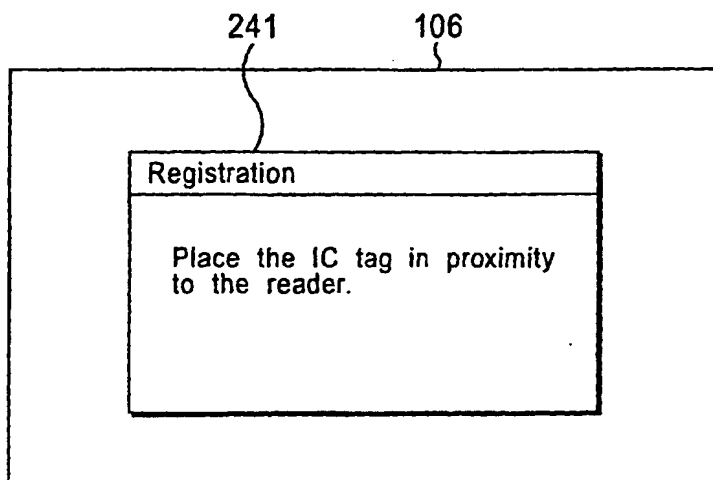 241 106
Registration
Place the IC tag in proximity
to the reader.